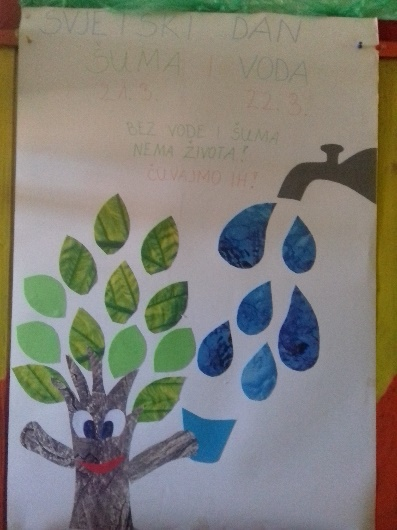 SVJETSKI DAN
ŠUMA I VODA
21.3. 22.3.
BEZ VODE I ŠUMA
NEMA ŽIVOTA!
ČUVAJMO IH!